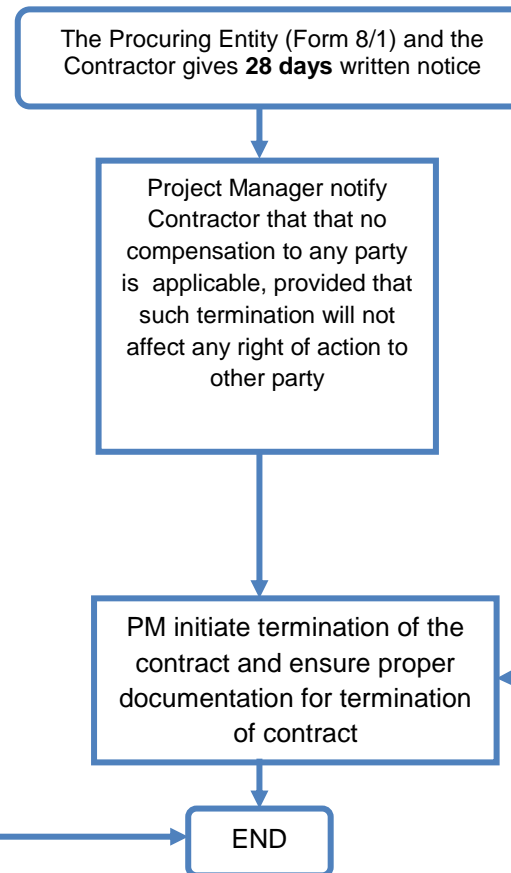 The Procuring Entity (Form 8/1) and the
Contractor gives 28 days written notice
Project Manager notify
Contractor that that no
compensation to any party
is applicable, provided that
such termination will not
affect any right of action to
other party
PM initiate termination of the
contract and ensure proper
documentation for termination
of contract
END